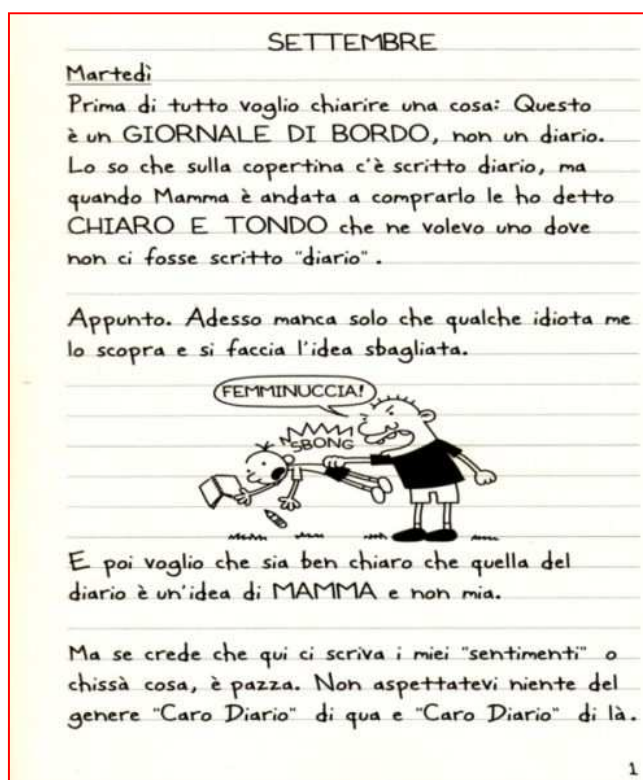 SETTEMBRE
Martedì
Prima di tutto voglio chiarire una cosa: Questo
è un GIORNALE DI BORDO, non un diario.
Lo so che sulla copertina c'è scritto diario, ma
quando Mamma è andata a comprarlo le ho detto
CHIARO E TONDO che ne volevo uno dove
non ci fosse scritto "diario".
Appunto. Adesso manca solo che qualche idiota me
lo scopra e si faccia l'idea sbagliata.
FEMMINUCCIA!
SBONG
E poi voglio che sia ben chiaro che quella del
diario è un'idea di MAMMA e non mia.
Ma se crede che qui ci scriva i miei "sentimenti" o
chissà cosa, è pazza. Non aspettatevi niente del
genere "Caro Diario" di qua e "Caro Diario" di là.
1